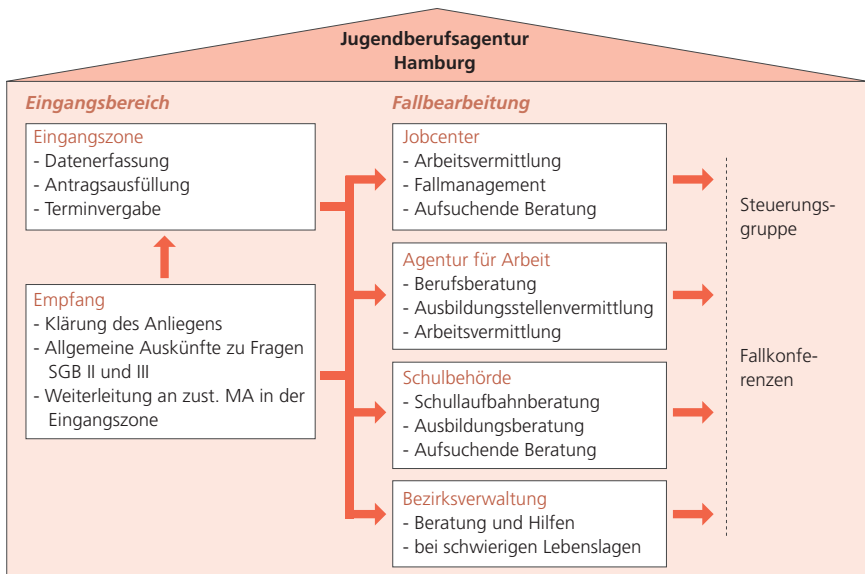 Jugendberufsagentur
Hamburg
Eingangsbereich
Eingangszone
- Datenerfassung
- Antragsausfüllung
- Terminvergabe
Empfang
- Klärung des Anliegens
- Allgemeine Auskünfte zu Fragen
SGB II und III
- Weiterleitung an zust. MA in der
Eingangszone
Fallbearbeitung
Jobcenter
- Arbeitsvermittlung
- Fallmanagement
- Aufsuchende Beratung
Agentur für Arbeit
- Berufsberatung
- Ausbildungsstellenvermittlung
- Arbeitsvermittlung
Schulbehörde
- Schullaufbahnberatung
- Ausbildungsberatung
- Aufsuchende Beratung
Bezirksverwaltung
- Beratung und Hilfen
- bei schwierigen Lebenslagen
Steuerungs-
gruppe
Fallkonfe-
renzen